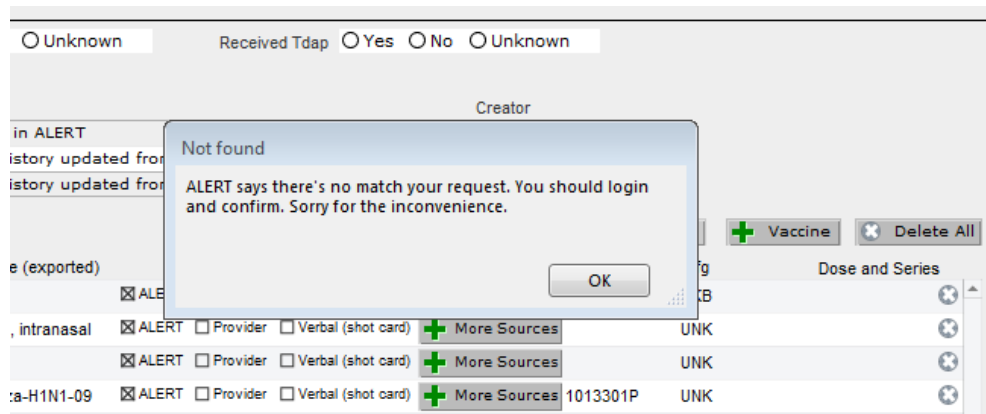 Unknown Received Tdap Yes No Unknown
Creator
in ALERT
istory updated from
istory updated from
Not found
ALERT says there's no match your request. You should login
and confirm. Sorry for the inconvenience.
OK
Vaccine Delete All
e (exported) fg Dose and Series
ALE KB
, intranasal ALERT Provider Verbal (shot card) More Sources UNK
ALERT Provider Verbal (shot card) More Sources UNK
za-H1N1-09 ALERT Provider Verbal (shot card) More Sources 1013301P UNK